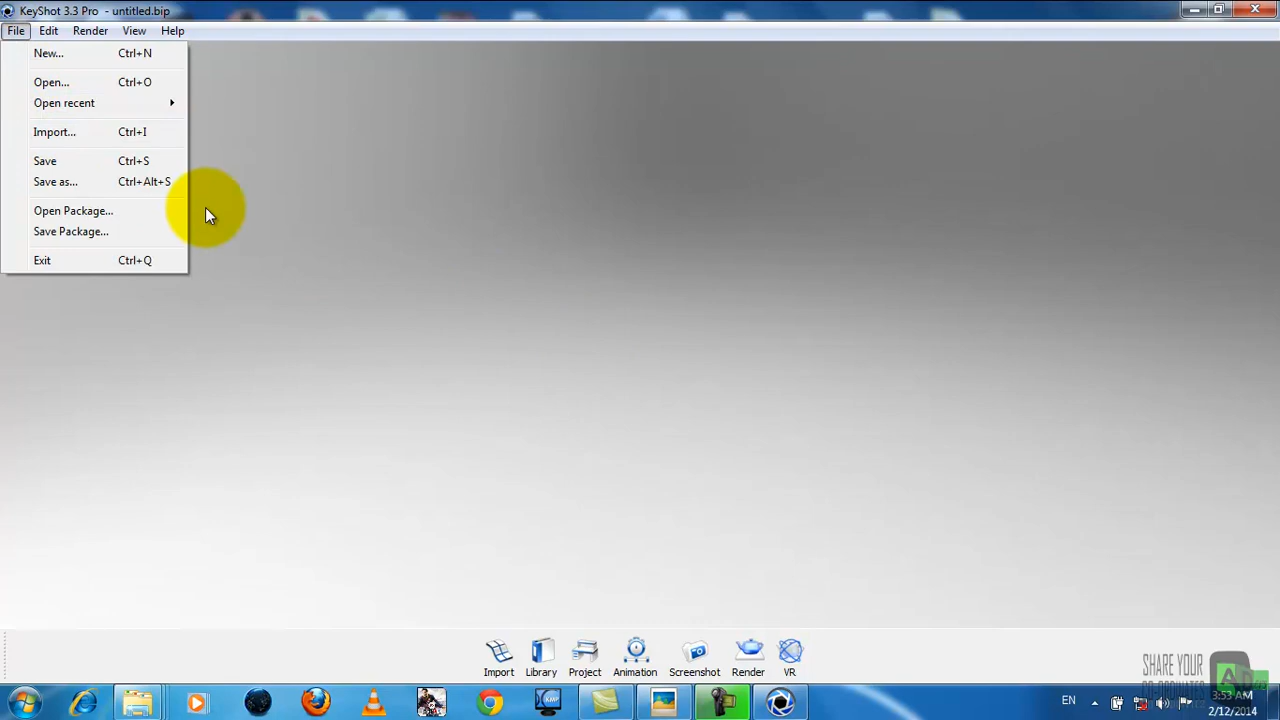 KeyShot 3.3 Pro - untitled.bip
File Edit Render View Help
New... Ctrl+N
Open... Ctrl+O
Open recent
Import... Ctrl+I
Save Ctrl+S
Save as... Ctrl+Alt+S
Open Package...
Save Package...
Exit Ctrl+Q
Import Library Project Animation Screenshot Render VR
SHARE YOUR
EN
3:53 AM
2/12/2014